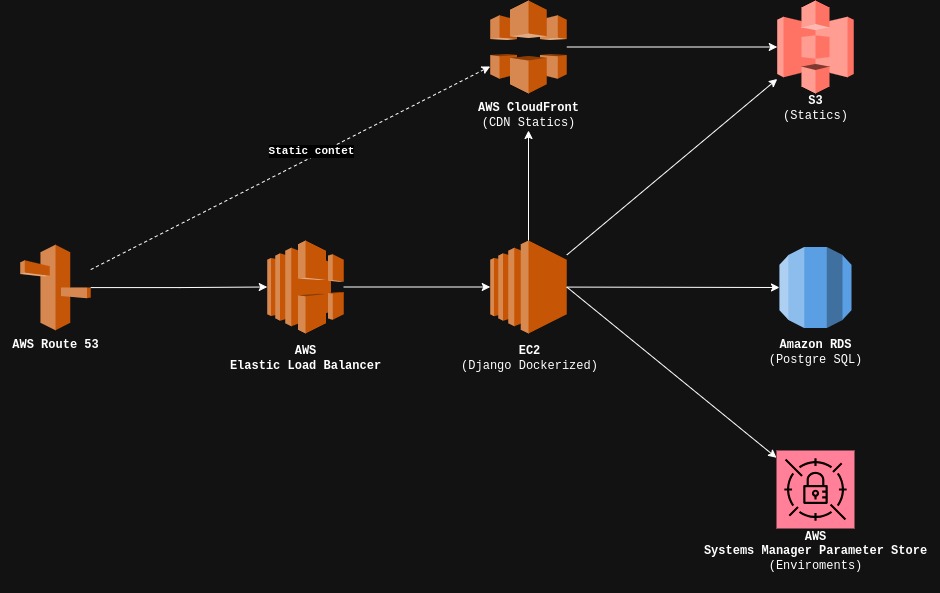 AWS CloudFront
(CDN Statics)
S3
(Statics)
Static contet
AWS Route 53
AWS
Elastic Load Balancer
EC2
(Django Dockerized)
Amazon RDS
(Postgre SQL)
AWS
Systems Manager Parameter Store
(Enviroments)